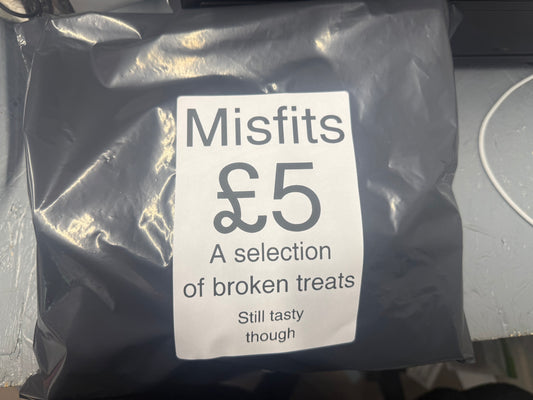 Misfits
£5
A selection
of broken treats
Still tasty
though